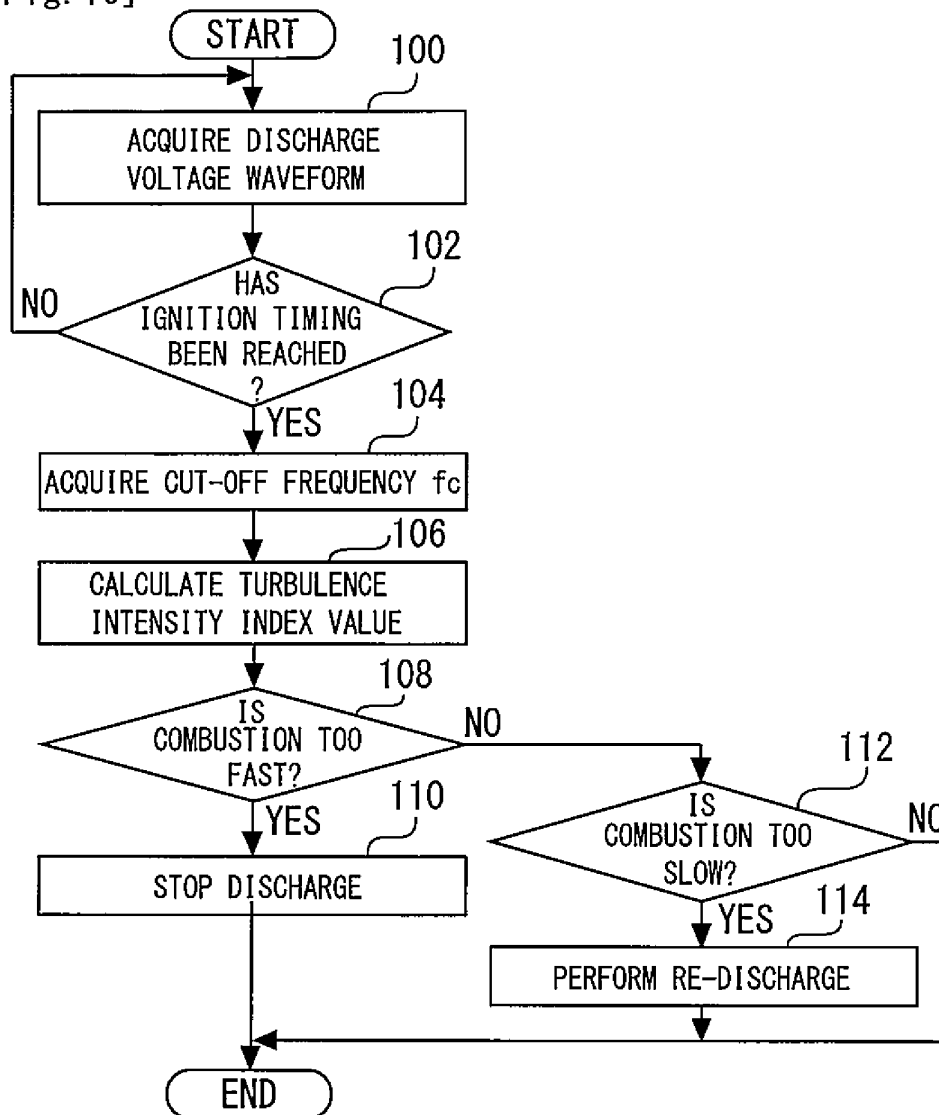 START
100
ACQUIRE DISCHARGE
VOLTAGE WAVEFORM
102
HAS
IGNITION TIMING
BEEN REACHED
?
NO
YES
104
ACQUIRE CUT-OFF FREQUENCY fc
106
CALCULATE TURBULENCE
INTENSITY INDEX VALUE
108
IS
COMBUSTION TOO
FAST?
NO
YES
110
STOP DISCHARGE
112
IS
COMBUSTION TOO
SLOW?
NO
YES
114
PERFORM RE-DISCHARGE
END